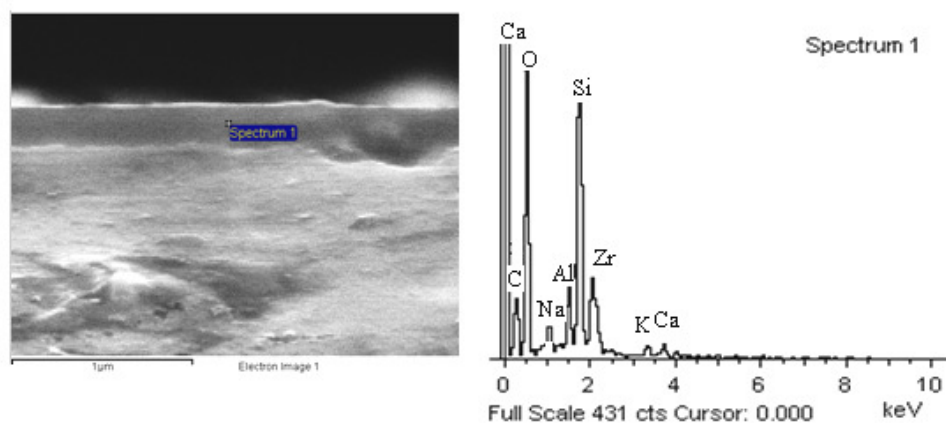 Spectrum 1
1µm
Electron Image 1
Ca
O
Spectrum 1
Si
C
Na
Al
Zr
K
Ca
0 2 4 6 8 10
Full Scale 431 cts Cursor: 0.000
keV